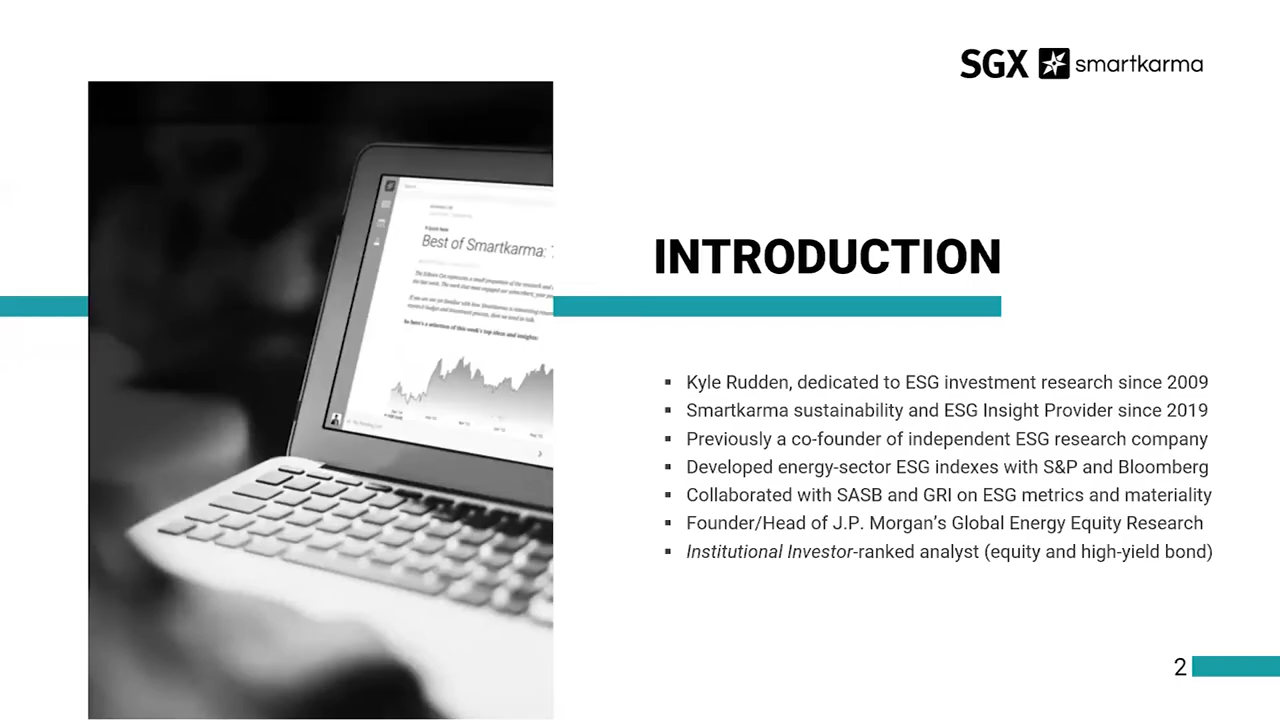 SGX smartkarma
Best of Smartkarma:
INTRODUCTION
▪ Kyle Rudden, dedicated to ESG investment research since 2009
▪ Smartkarma sustainability and ESG Insight Provider since 2019
▪ Previously a co-founder of independent ESG research company
▪ Developed energy-sector ESG indexes with S&P and Bloomberg
▪ Collaborated with SASB and GRI on ESG metrics and materiality
▪ Founder/Head of J.P. Morgan’s Global Energy Equity Research
▪ Institutional Investor-ranked analyst (equity and high-yield bond)
2